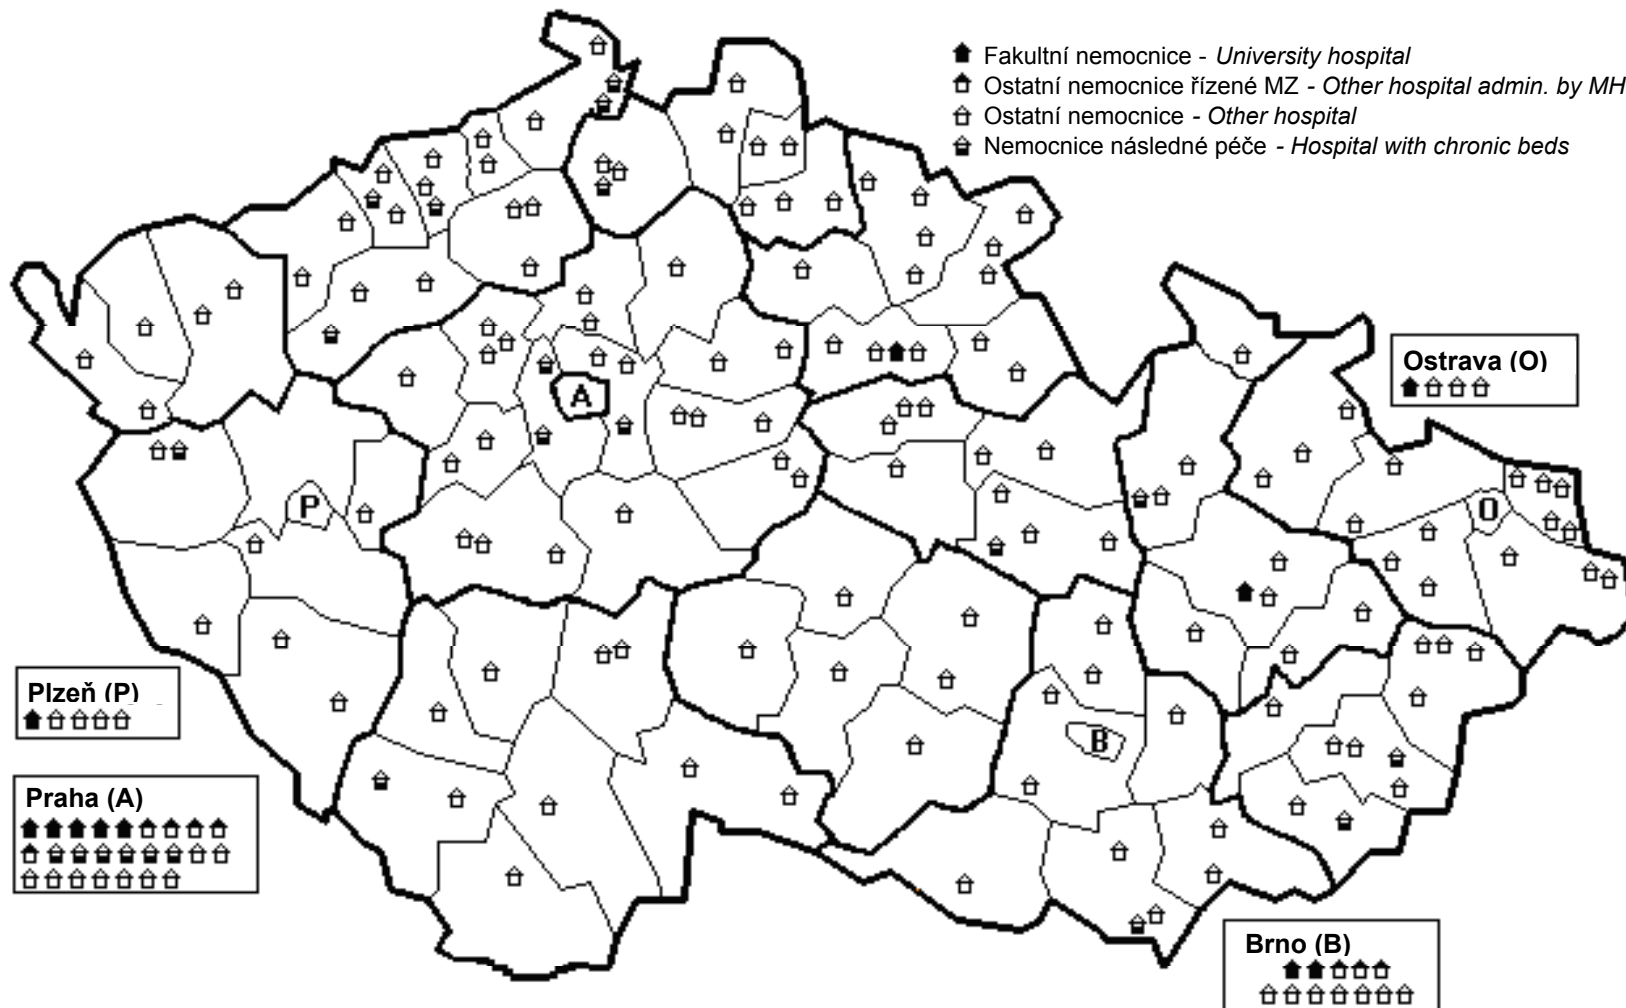 Fakultní nemocnice - University hospital
Ostatní nemocnice řízené MZ - Other hospital admin. by MH
Ostatní nemocnice - Other hospital
Nemocnice následné péče - Hospital with chronic beds
Ostrava (O)
A
P
O
Plzeň (P)
B
Praha (A)
Brno (B)